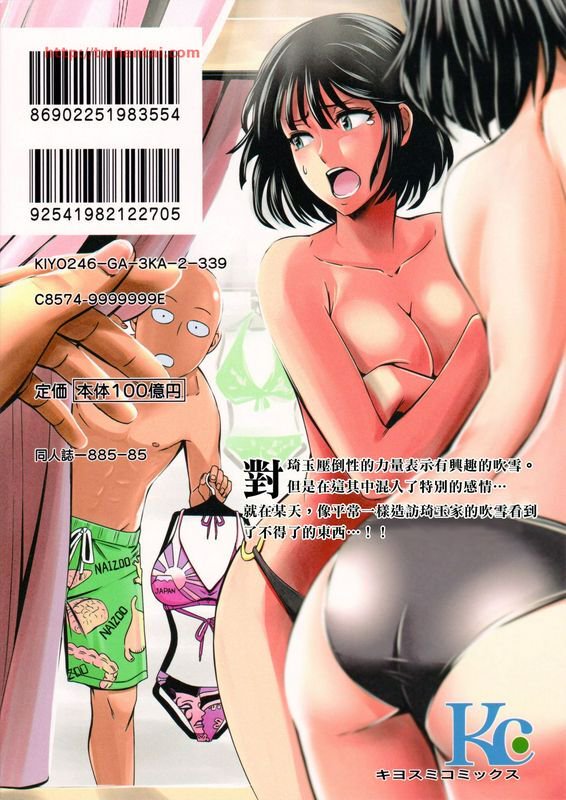 http://tuhentai.com
86902251983554
92541982122705
KIYO246-GA-3KA-2-339
C8574-9999999E
定価 本体100億円
同人誌-885-85
對琦玉壓倒性的力量表示有興趣的吹雪。
但是在這其中混入了特別的感情…
就在某天,像平常一樣造訪琦玉家的吹雪看到
了不得了的東西…!!
NAIZOO
NAIZOO
JAPAN
Kc
キヨスミコミックス